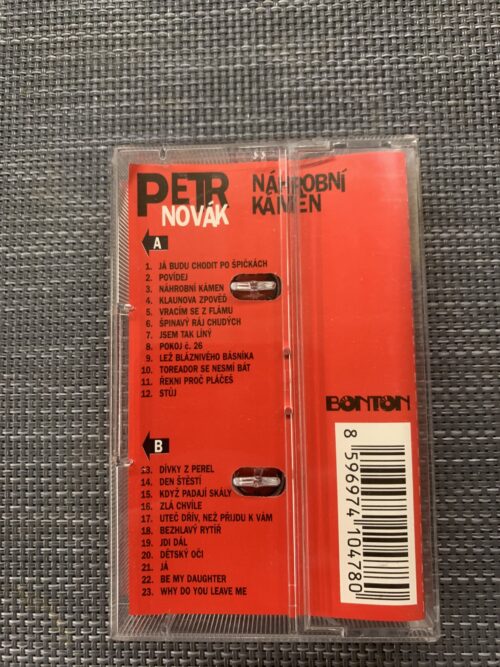 PETR
NOVÁK
NÁHROBNÍ
KÁMEN
A
1. JÁ BUDU CHODIT PO ŠPIČKÁCH
2. POVÍDEJ
3. NÁHROBNÍ KÁMEN
4. KLAUNOVA ZPOVĚĎ
5. VRACÍM SE Z FLÁMU
6. ŠPINAVÝ RÁJ CHUDÝCH
7. JSEM TAK LÍNÝ
8. POKOJ č. 26
9. LEŽ BLÁZNIVÉHO BÁSNÍKA
10. TOREADOR SE NESMÍ BÁT
11. ŘEKNI PROČ PLÁČEŠ
12. STŮJ
B
13. DÍVKY Z PEREL
14. DEN ŠTĚSTÍ
15. KDYŽ PADAJÍ SKÁLY
16. ZLÁ CHVÍLE
17. UTEČ DŘÍV, NEŽ PŘIJDU K VÁM
18. BEZHLAVÝ RYTÍŘ
19. JDI DÁL
20. DĚTSKÝ OČI
21. JÁ
22. BE MY DAUGHTER
23. WHY DO YOU LEAVE ME
BONTON
8 596974 104780